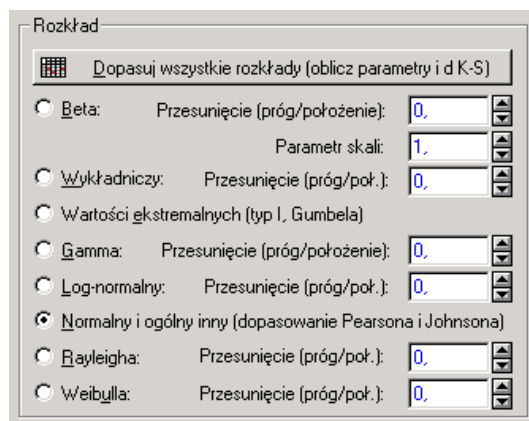 Rozkład
Dopasuj wszystkie rozkłady (oblicz parametry i d K-S)
Beta: Przesunięcie (próg/położenie): 0,
Parametr skali: 1,
Wykładniczy: Przesunięcie (próg/poł.): 0,
Wartości ekstremalnych (typ I, Gumbela)
Gamma: Przesunięcie (próg/położenie): 0,
Log-normalny: Przesunięcie (próg/poł.): 0,
Normalny i ogólny inny (dopasowanie Pearsona i Johnsona)
Rayleigha: Przesunięcie (próg/poł.): 0,
Weibulla: Przesunięcie (próg/poł.): 0,